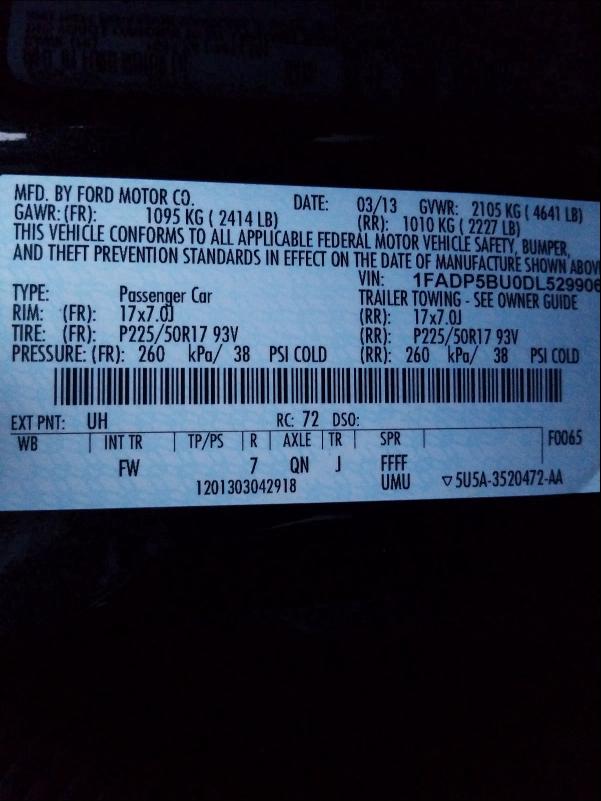 MFD. BY FORD MOTOR CO. DATE: 03/13 GVWR: 2105 KG ( 4641 LB)
GAWR: (FR): 1095 KG ( 2414 LB) (RR): 1010 KG ( 2227 LB)
THIS VEHICLE CONFORMS TO ALL APPLICABLE FEDERAL MOTOR VEHICLE SAFETY, BUMPER,
AND THEFT PREVENTION STANDARDS IN EFFECT ON THE DATE OF MANUFACTURE SHOWN ABOV
VIN: 1FADP5BU0DL529906
TYPE: Passenger Car TRAILER TOWING - SEE OWNER GUIDE
RIM: (FR): 17x7.0J (RR): 17x7.0J
TIRE: (FR): P225/50R17 93V (RR): P225/50R17 93V
PRESSURE: (FR): 260 kPa/ 38 PSI COLD (RR): 260 kPa/ 38 PSI COLD
EXT PNT: UH RC: 72 DSO:
WB INT TR TP/PS R AXLE TR SPR F0065
FW 7 QN J FFFF
1201303042918 UMU ▽5U5A-3520472-AA